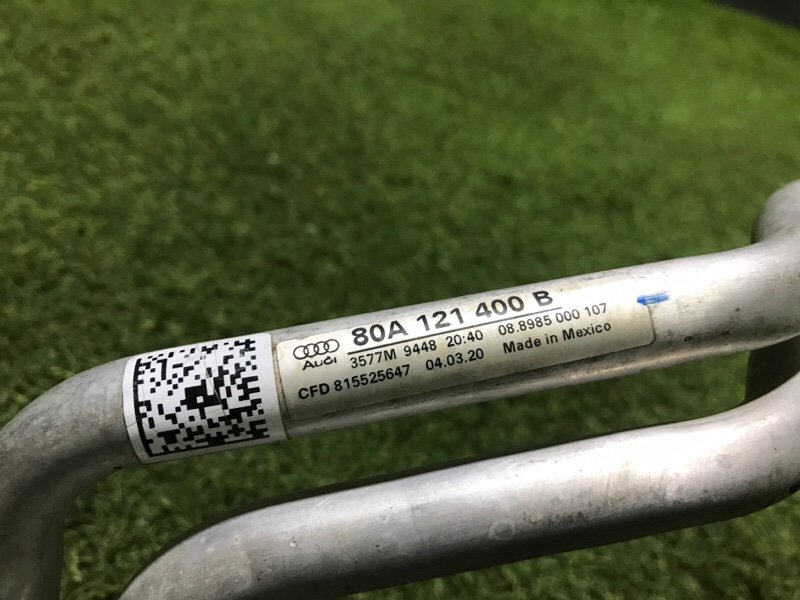 Audi 80A 121 400 B
3577M 9448 20:40 08.8985 000 107
CFD 815525647 04.03.20 Made in Mexico